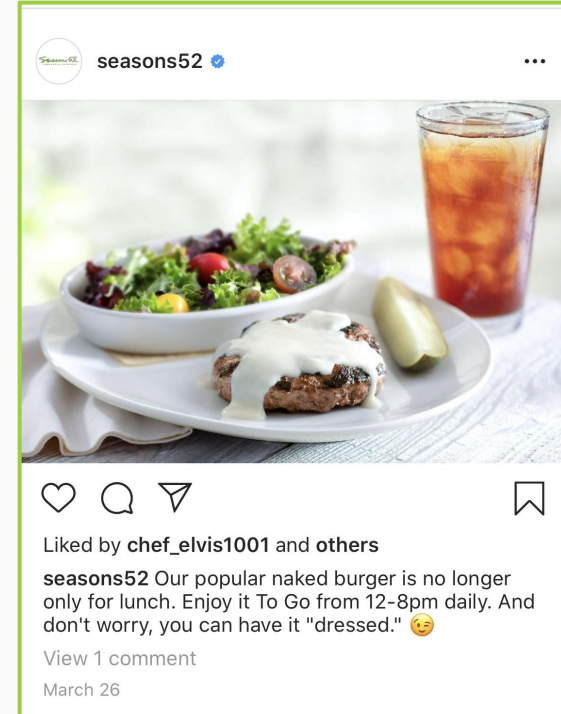 Seasons 52
seasons52
Liked by chef_elvis1001 and others
seasons52 Our popular naked burger is no longer
only for lunch. Enjoy it To Go from 12-8pm daily. And
don't worry, you can have it "dressed." 😉
View 1 comment
March 26